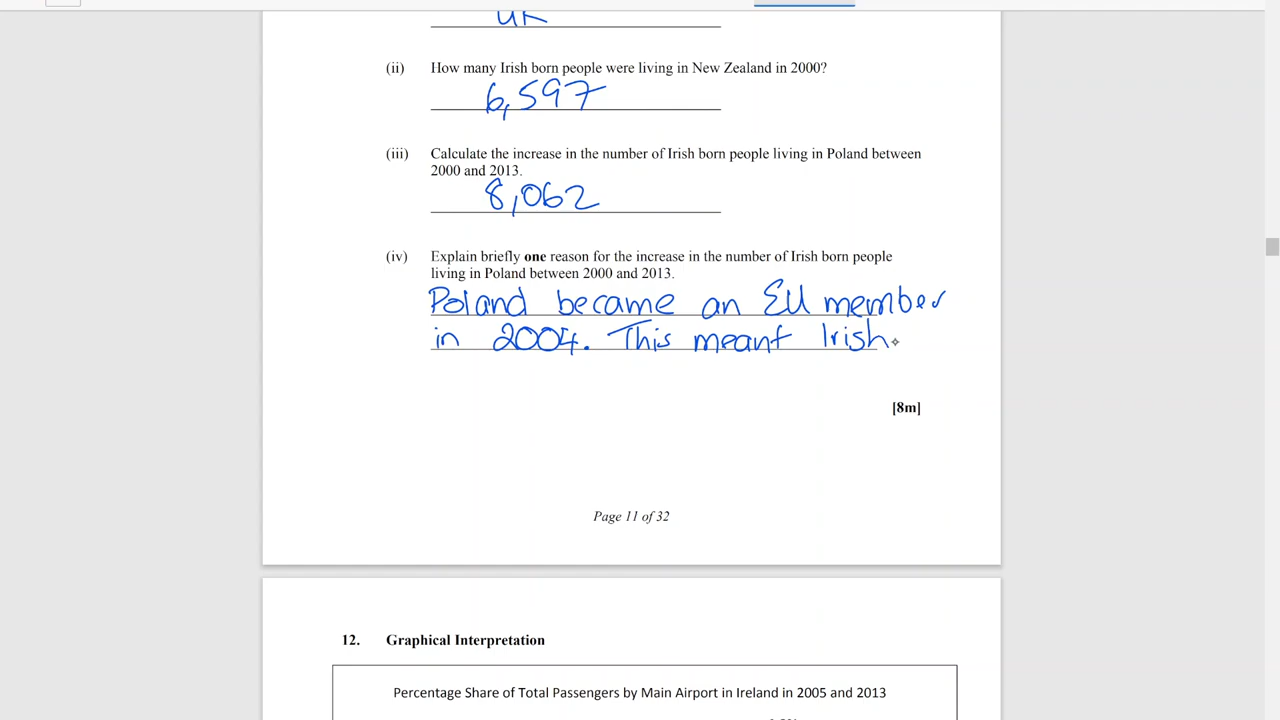 UK
(ii) How many Irish born people were living in New Zealand in 2000?
6,597
(iii) Calculate the increase in the number of Irish born people living in Poland between
2000 and 2013.
8,062
(iv) Explain briefly one reason for the increase in the number of Irish born people
living in Poland between 2000 and 2013.
Poland became an EU member
in 2004. This meant Irish
[8m]
Page 11 of 32
12. Graphical Interpretation
Percentage Share of Total Passengers by Main Airport in Ireland in 2005 and 2013